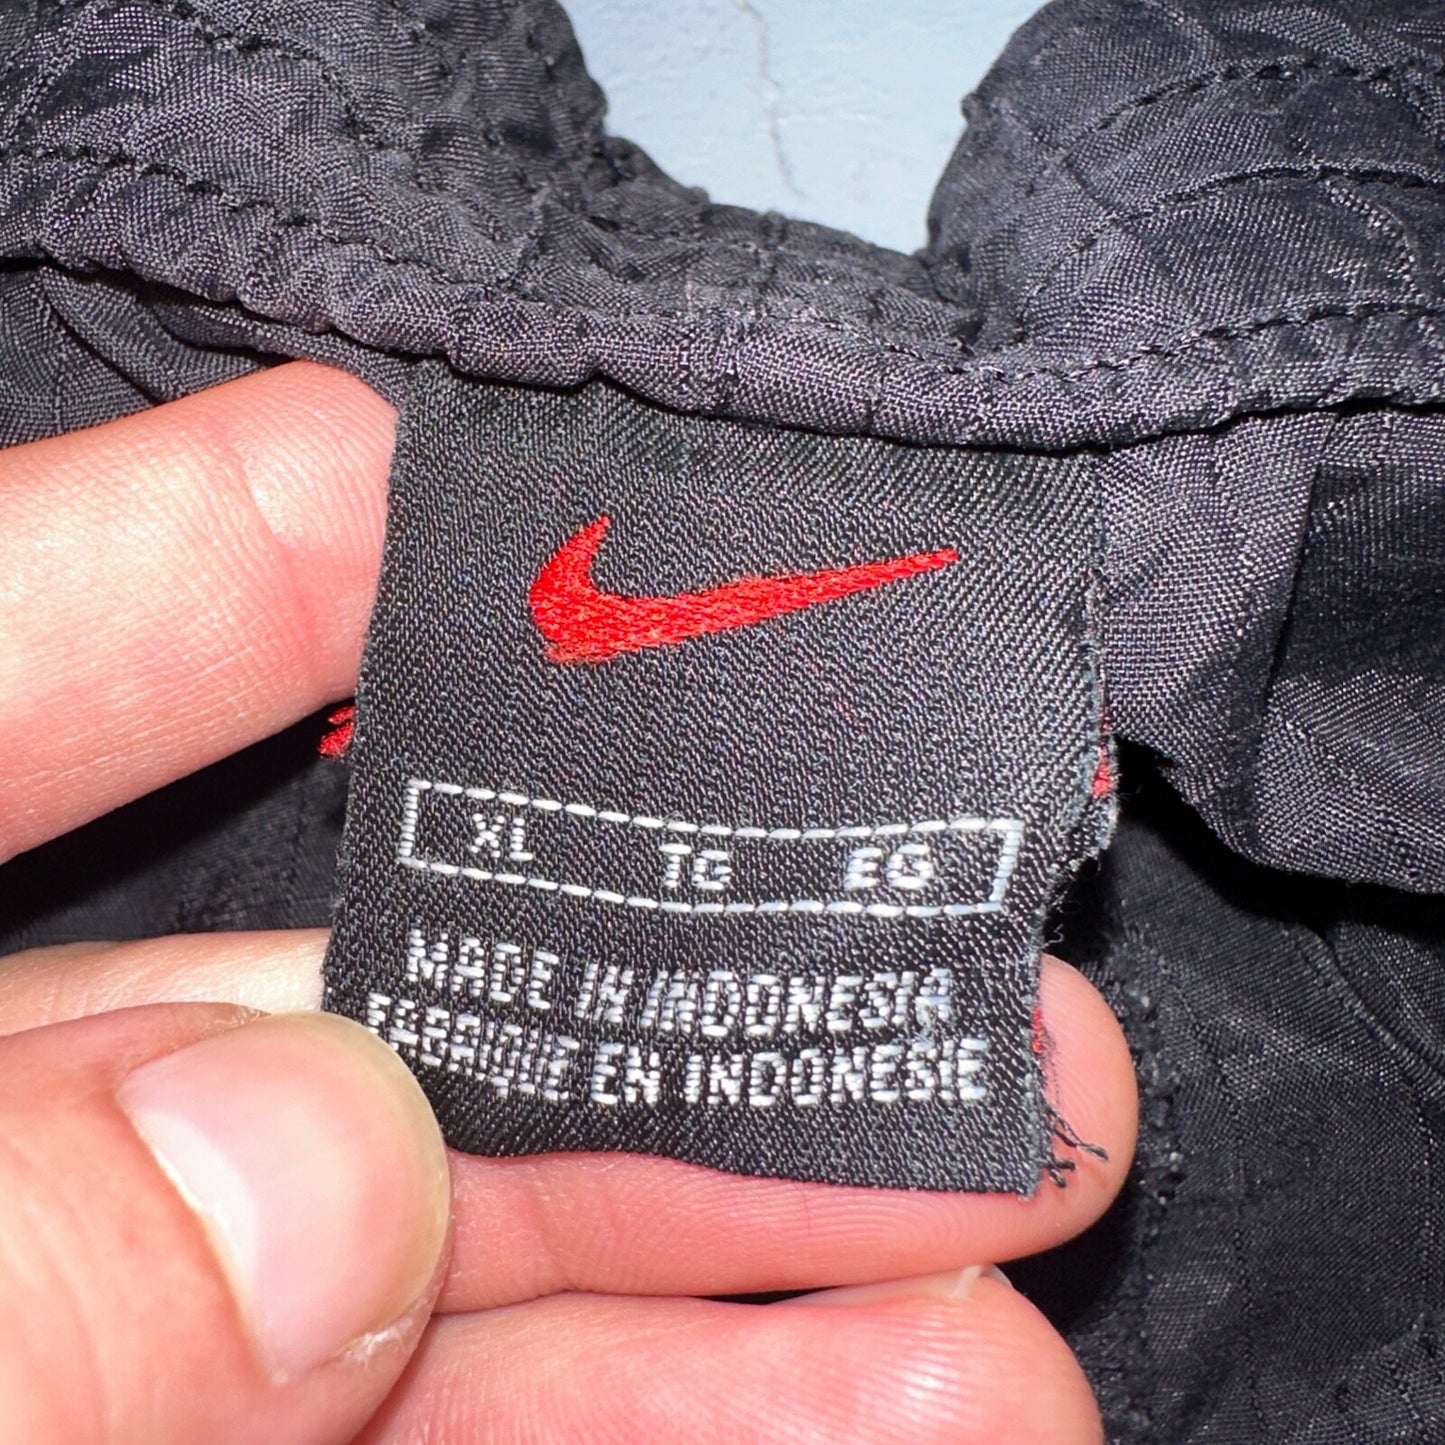 XL TG EG
MADE IN INDONESIA
FABRIQUE EN INDONESIE